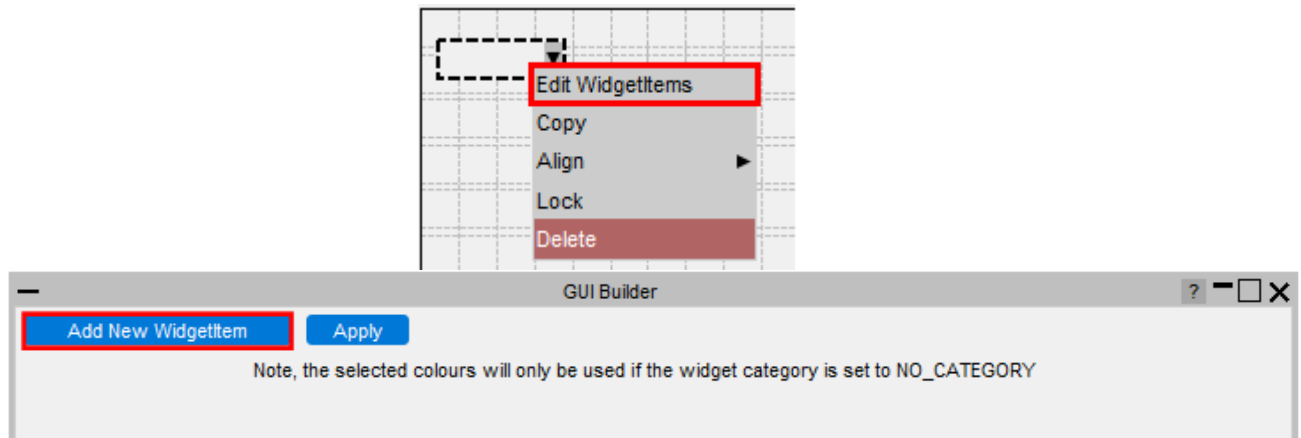 Edit WidgetItems
Copy
Align
Lock
Delete
GUI Builder
?
Add New WidgetItem
Apply
Note, the selected colours will only be used if the widget category is set to NO_CATEGORY